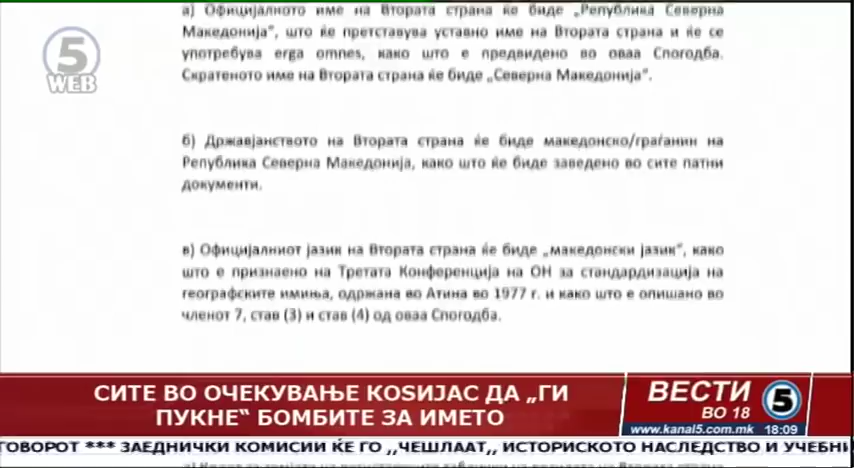 а) Официјалното име на Втората страна ќе биде „Република Северна
Македонија", што ќе претставува уставно име на Втората страна и ќе се
употребува erga omnes, како што е предвидено во оваа Спогодба.
Скратеното име на Втората страна ќе биде „Северна Македонија".
5
WEB
б) Државјанството на Втората страна ќе биде македонско/граѓанин на
Република Северна Македонија, како што ќе биде заведено во сите патни
документи.
в) Официјалниот јазик на Втората страна ќе биде „македонски јазик", како
што е признаено на Третата Конференција на ОН за стандардизација на
географските имиња, одржана во Атина во 1977 г. и како што е опишано во
членот 7, став (3) и став (4) од оваа Спогодба.
СИТЕ ВО ОЧЕКУВАЊЕ КОЅИЈАС ДА „ГИ
ПУКНЕ“ БОМБИТЕ ЗА ИМЕТО
ВЕСТИ
ВО 18
5
www.kanal5.com.mk
18:09
ГОВОРОТ *** ЗАЕДНИЧКИ КОМИСИИ ЌЕ ГО ,,ЧЕШЛААТ,, ИСТОРИСКОТО НАСЛЕДСТВО И УЧЕБНИ